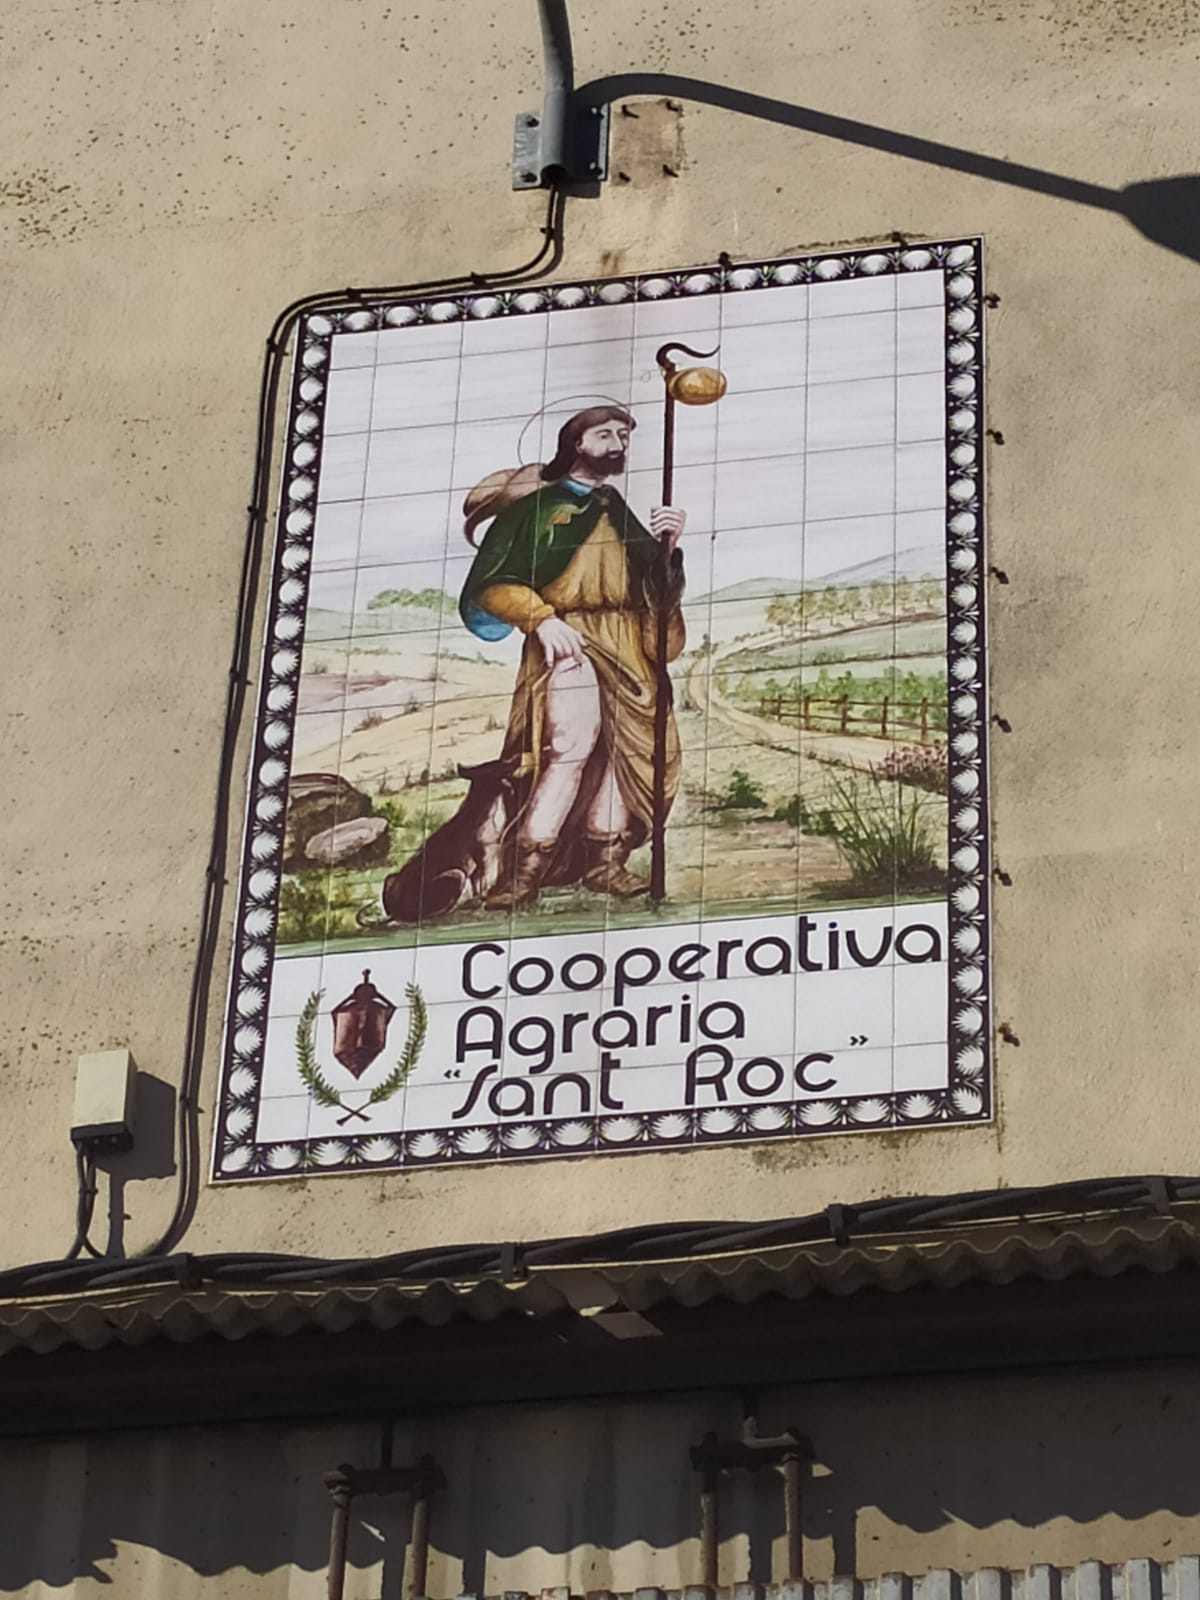 Cooperativa
Agraria
"Sant Roc"